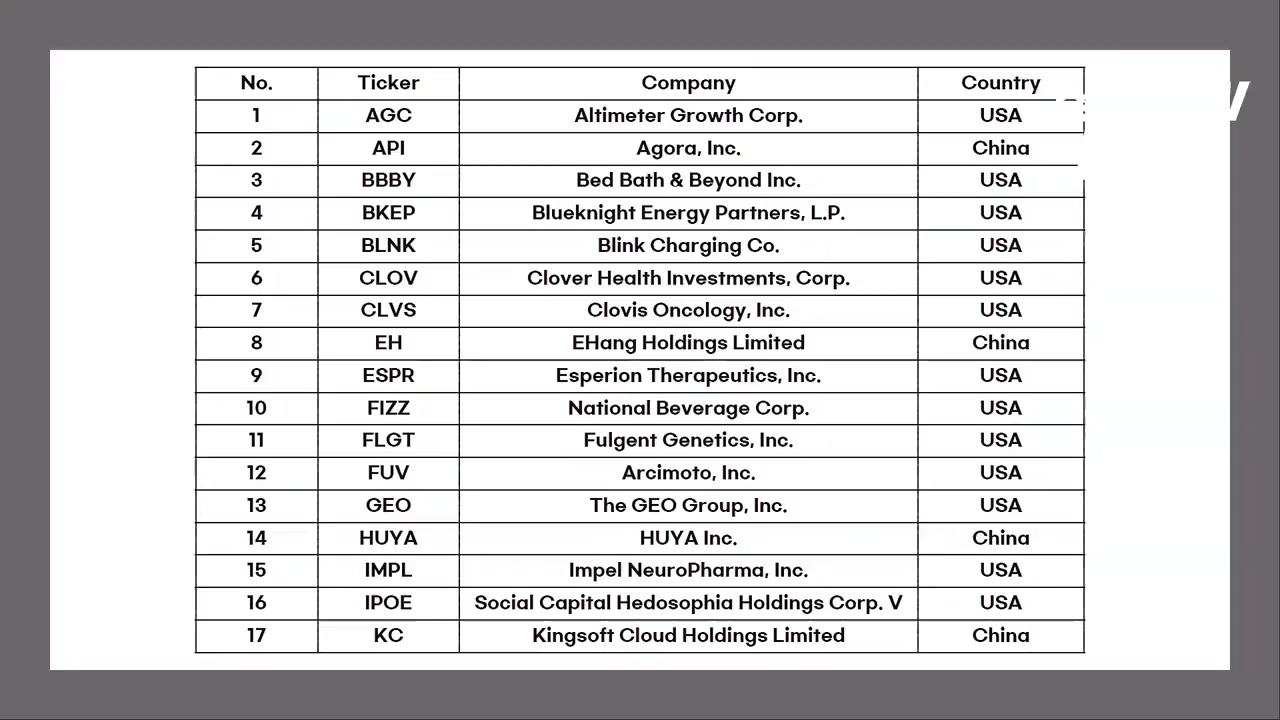 No. Ticker Company Country
1 AGC Altimeter Growth Corp. USA
2 API Agora, Inc. China
3 BBBY Bed Bath & Beyond Inc. USA
4 BKEP Blueknight Energy Partners, L.P. USA
5 BLNK Blink Charging Co. USA
6 CLOV Clover Health Investments, Corp. USA
7 CLVS Clovis Oncology, Inc. USA
8 EH EHang Holdings Limited China
9 ESPR Esperion Therapeutics, Inc. USA
10 FIZZ National Beverage Corp. USA
11 FLGT Fulgent Genetics, Inc. USA
12 FUV Arcimoto, Inc. USA
13 GEO The GEO Group, Inc. USA
14 HUYA HUYA Inc. China
15 IMPL Impel NeuroPharma, Inc. USA
16 IPOE Social Capital Hedosophia Holdings Corp. V USA
17 KC Kingsoft Cloud Holdings Limited China